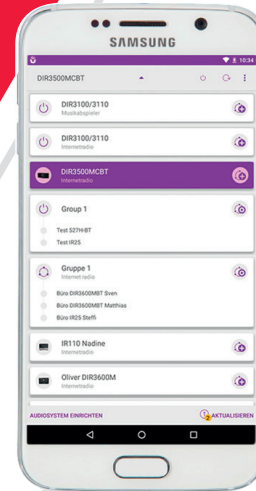 SAMSUNG
10:34
DIR3500MCBT
DIR3100/3110
Musikabspieler
DIR3100/3110
Internetradio
DIR3500MCBT
Internetradio
Group 1
Test 527H-BT
Test IR25
Gruppe 1
Internet radio
Büro DIR3600MBT Sven
Büro DIR3600MBT Matthias
Büro IR25 Steffi
IR110 Nadine
Internetradio
Oliver DIR3600M
Internetradio
AUDIOSYSTEM EINRICHTEN
2
AKTUALISIEREN